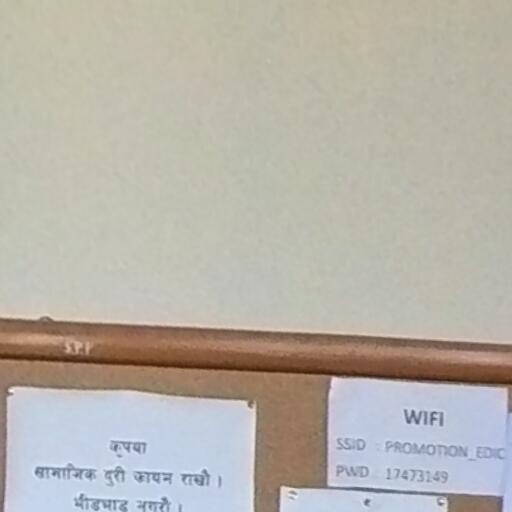 कृपया
सामाजिक दुरी कायम राखौ ।
भीडभाड नगरौ ।
WIFI
SSID : PROMOTION_EDIC
PWD : 17473149